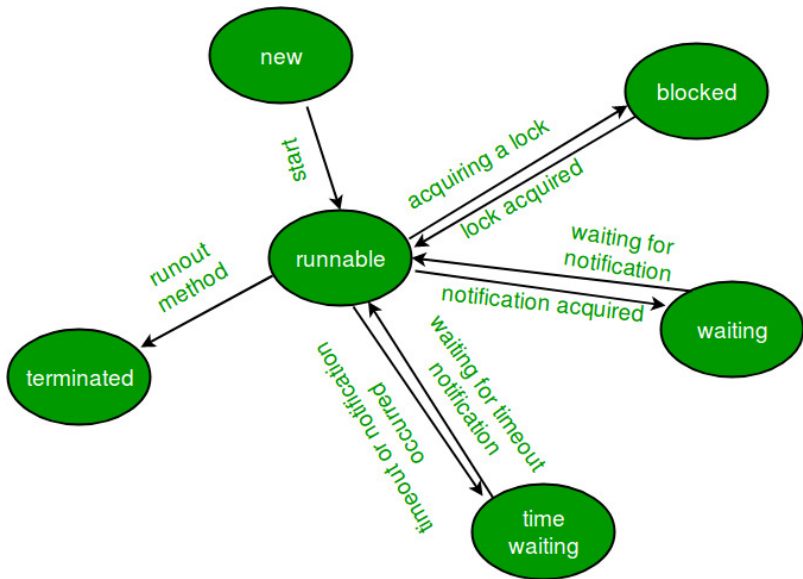 new
blocked
start
acquiring a lock
lock acquired
runnable
waiting for
notification
notification acquired
waiting
runout
method
terminated
timeout or notification
occurred
waiting for timeout
notification
time
waiting